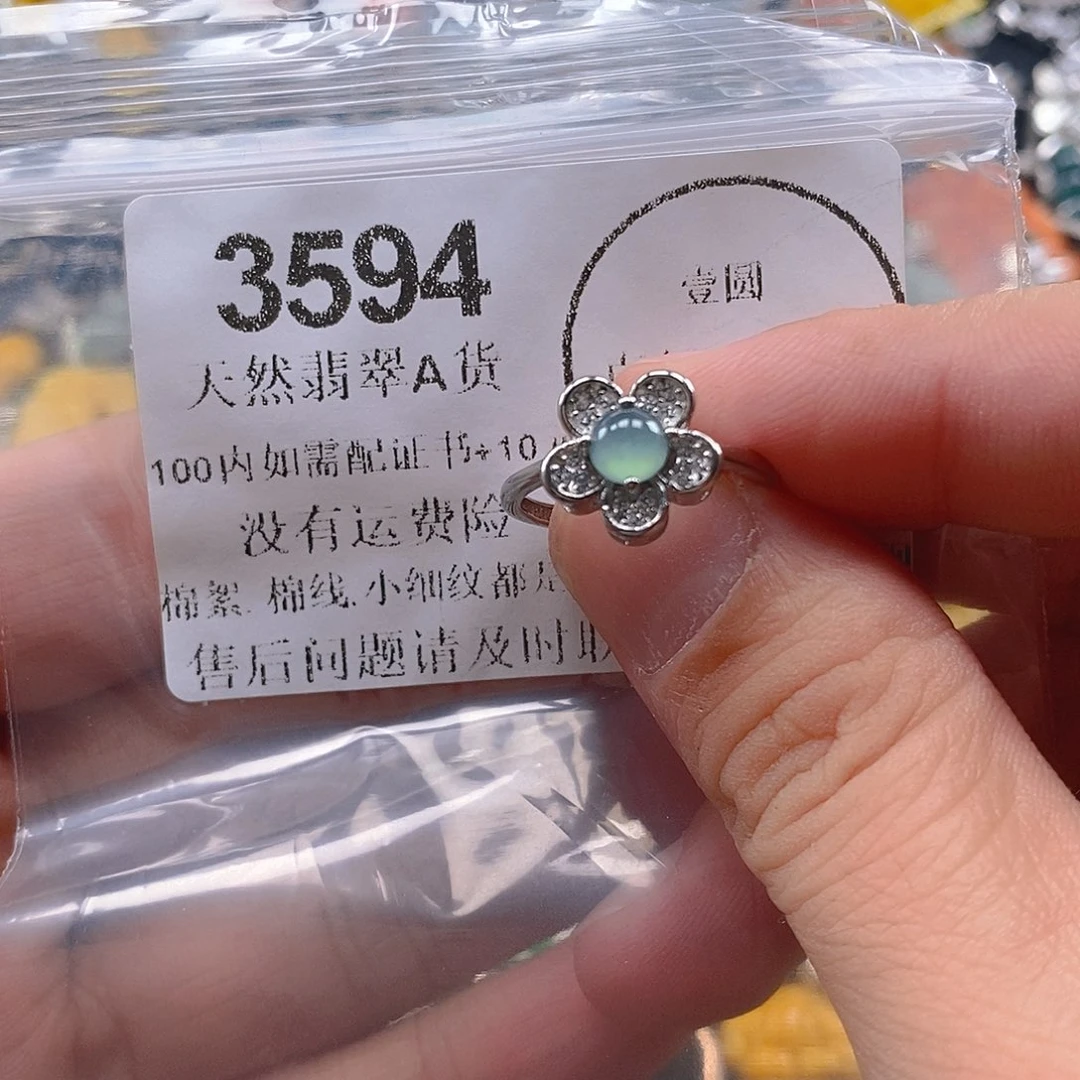 3594
壹圆
天然翡翠A货
100内如需配证书+10
没有运费险
棉絮.棉线.小细纹都
售后问题请及时